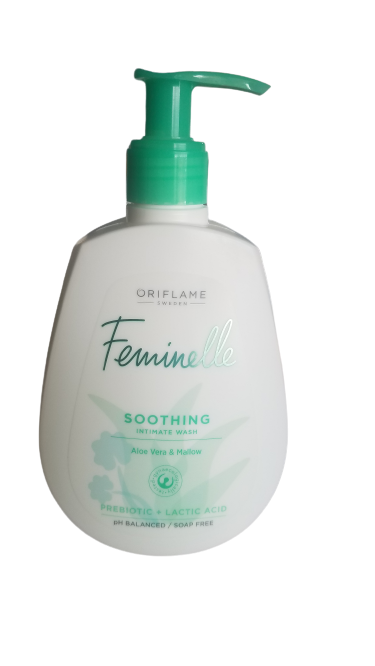 ORIFLAME
SWEDEN
Feminelle
SOOTHING
INTIMATE WASH
Aloe Vera & Mallow
PREBIOTIC + LACTIC ACID
pH BALANCED / SOAP FREE